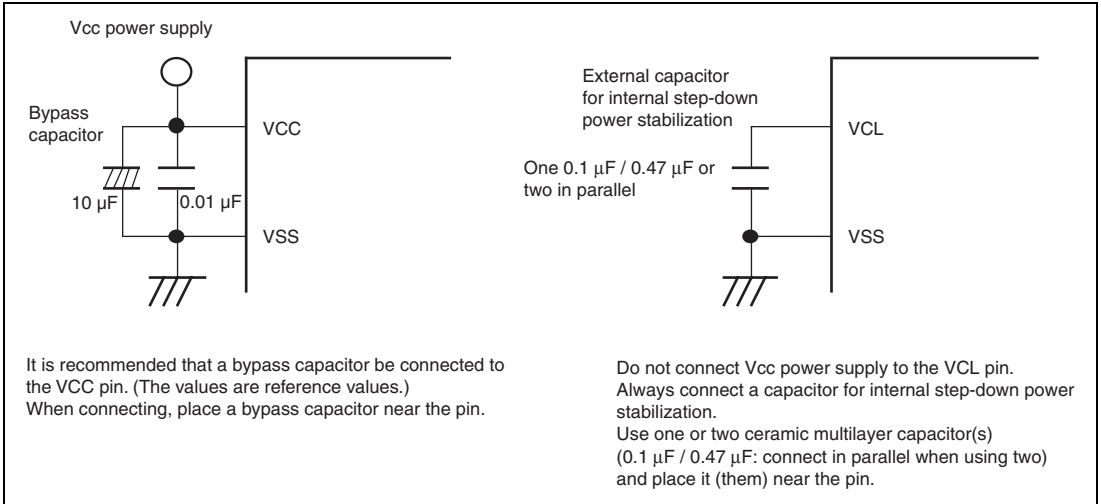 Vcc power supply
Bypass
capacitor
VCC
10 µF
0.01 µF
VSS
It is recommended that a bypass capacitor be connected to
the VCC pin. (The values are reference values.)
When connecting, place a bypass capacitor near the pin.
External capacitor
for internal step-down
power stabilization
VCL
One 0.1 µF / 0.47 µF or
two in parallel
VSS
Do not connect Vcc power supply to the VCL pin.
Always connect a capacitor for internal step-down power
stabilization.
Use one or two ceramic multilayer capacitor(s)
(0.1 µF / 0.47 µF: connect in parallel when using two)
and place it (them) near the pin.